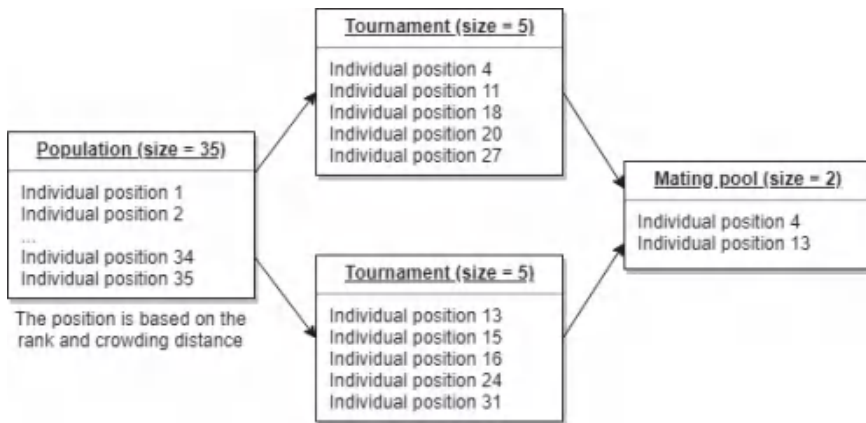 Population (size = 35)
Individual position 1
Individual position 2
...
Individual position 34
Individual position 35
The position is based on the
rank and crowding distance
Tournament (size = 5)
Individual position 4
Individual position 11
Individual position 18
Individual position 20
Individual position 27
Tournament (size = 5)
Individual position 13
Individual position 15
Individual position 16
Individual position 24
Individual position 31
Mating pool (size = 2)
Individual position 4
Individual position 13